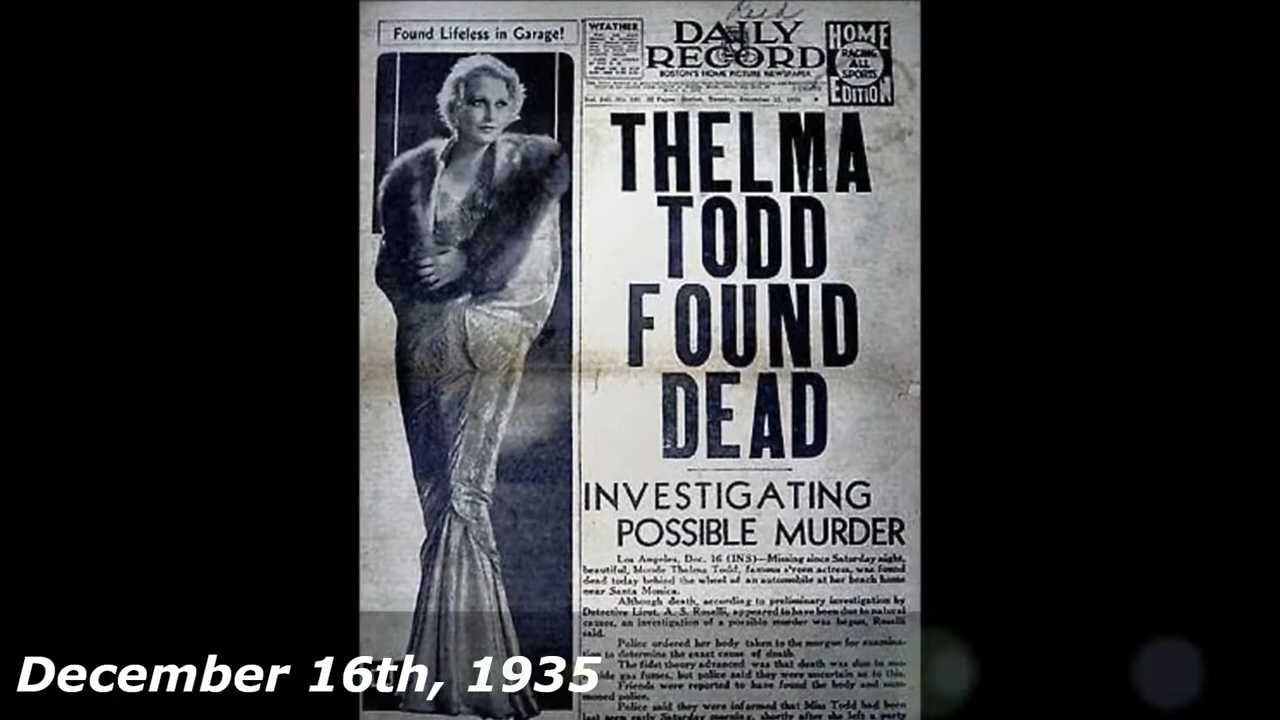 Found Lifeless in Garage!
WEATHER
DAILY
RECORD
BOSTON'S HOME PICTURE NEWSPAPER
HOME
RACING
ALL
SPORTS
EDITION
THELMA
TODD
FOUND
DEAD
INVESTIGATING
POSSIBLE MURDER
Los Angeles, Dec. 16 (INS)—Missing since Saturday night,
beautiful, blonde Thelma Todd, famous screen actress, was found
dead today behind the wheel of an automobile at her beach home
near Santa Monica.
Although death, according to preliminary investigation by
Detective Lieut. A. S. Roselli, appeared to have been due to natural
causes, an investigation of a possible murder was begun, Roselli
said.
Police ordered her body taken to the morgue for examina-
tion to determine the exact cause of death.
The first theory advanced was that death was due to mo-
ide gas fumes, but police said they were uncertain as to this.
Friends were reported to have found the body and sum-
moned police.
Police said they were informed that Miss Todd had been
last seen early Saturday morning, shortly after she left a party
December 16th, 1935